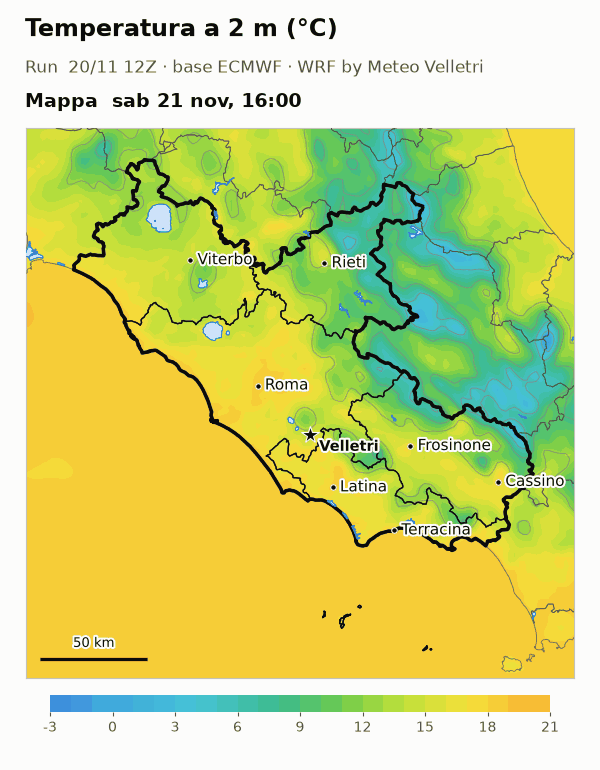 Temperatura a 2 m (°C)
Run 20/11 12Z · base ECMWF · WRF by Meteo Velletri
Mappa sab 21 nov, 16:00
Viterbo
Rieti
Roma
Velletri
Frosinone
Cassino
Latina
Terracina
50 km
-3 0 3 6 9 12 15 18 21